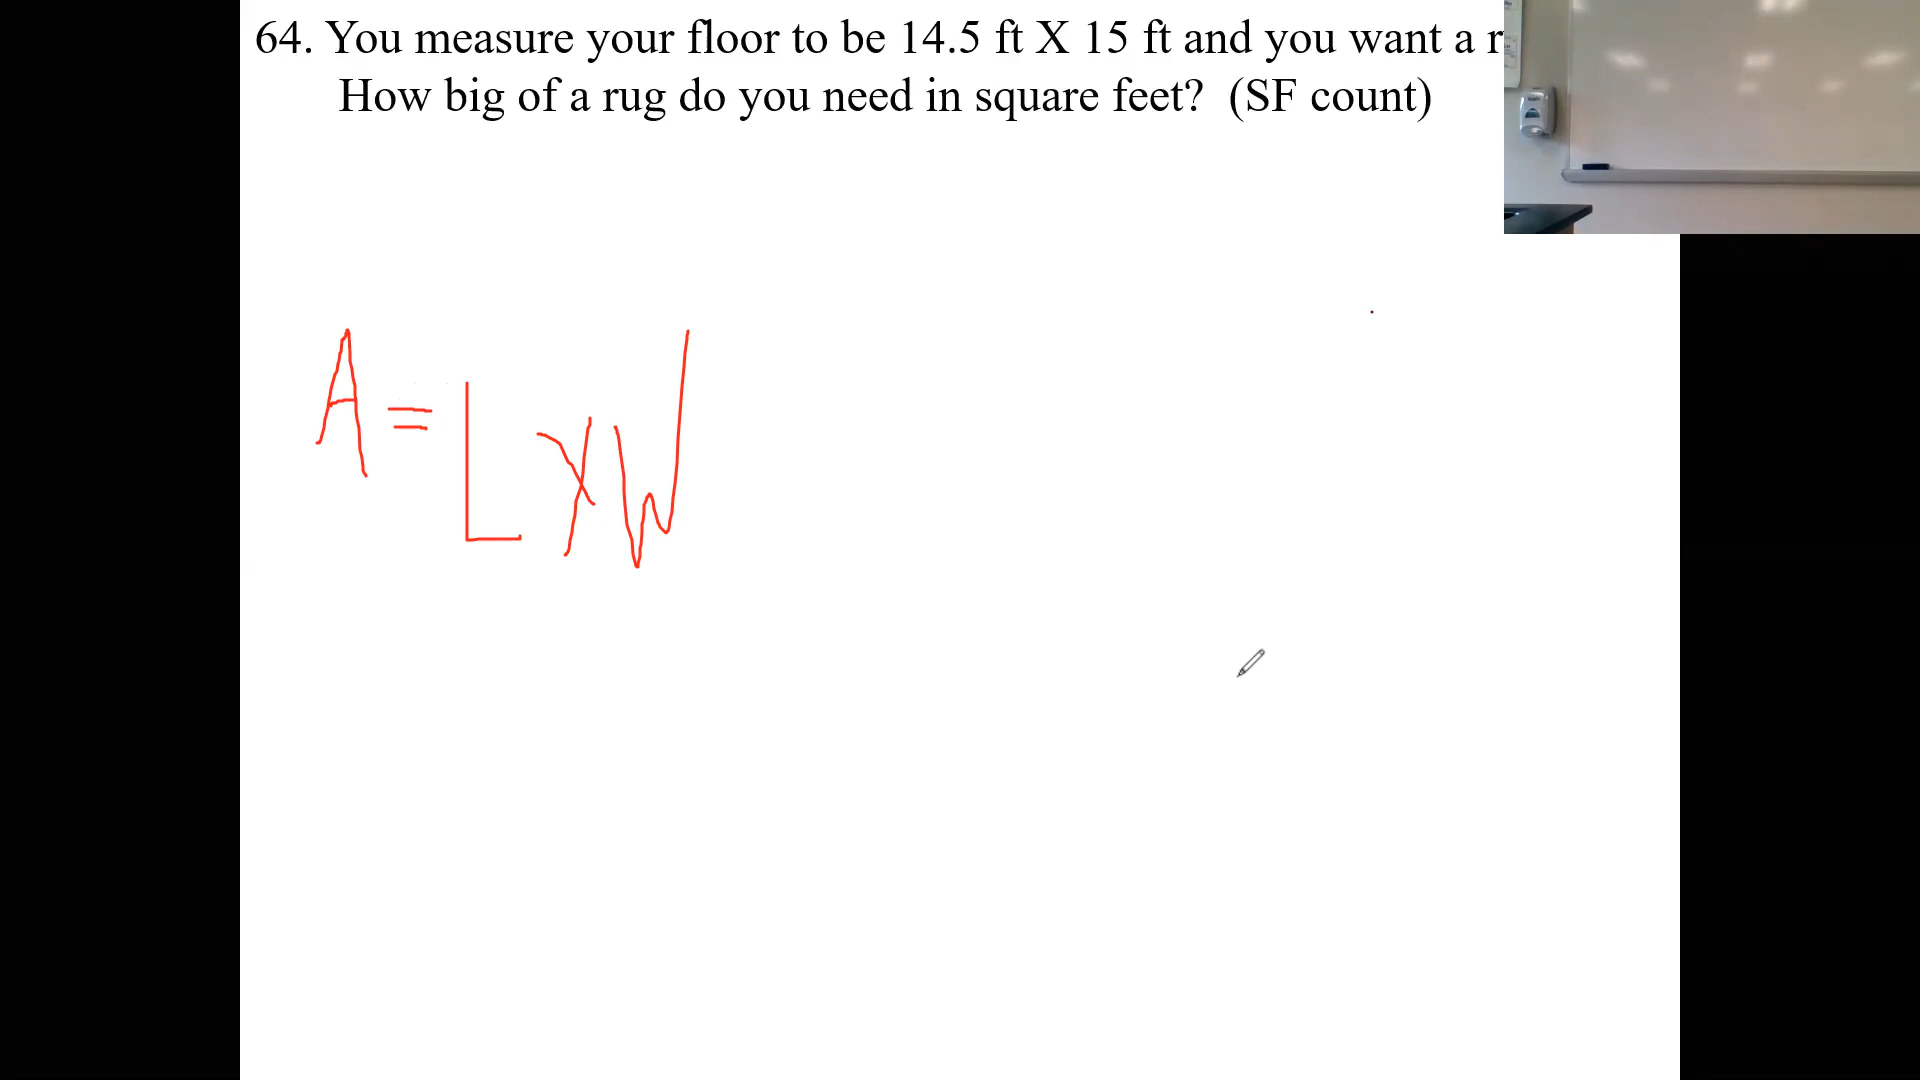 64. You measure your floor to be 14.5 ft X 15 ft and you want a r
How big of a rug do you need in square feet? (SF count)
A = L x W